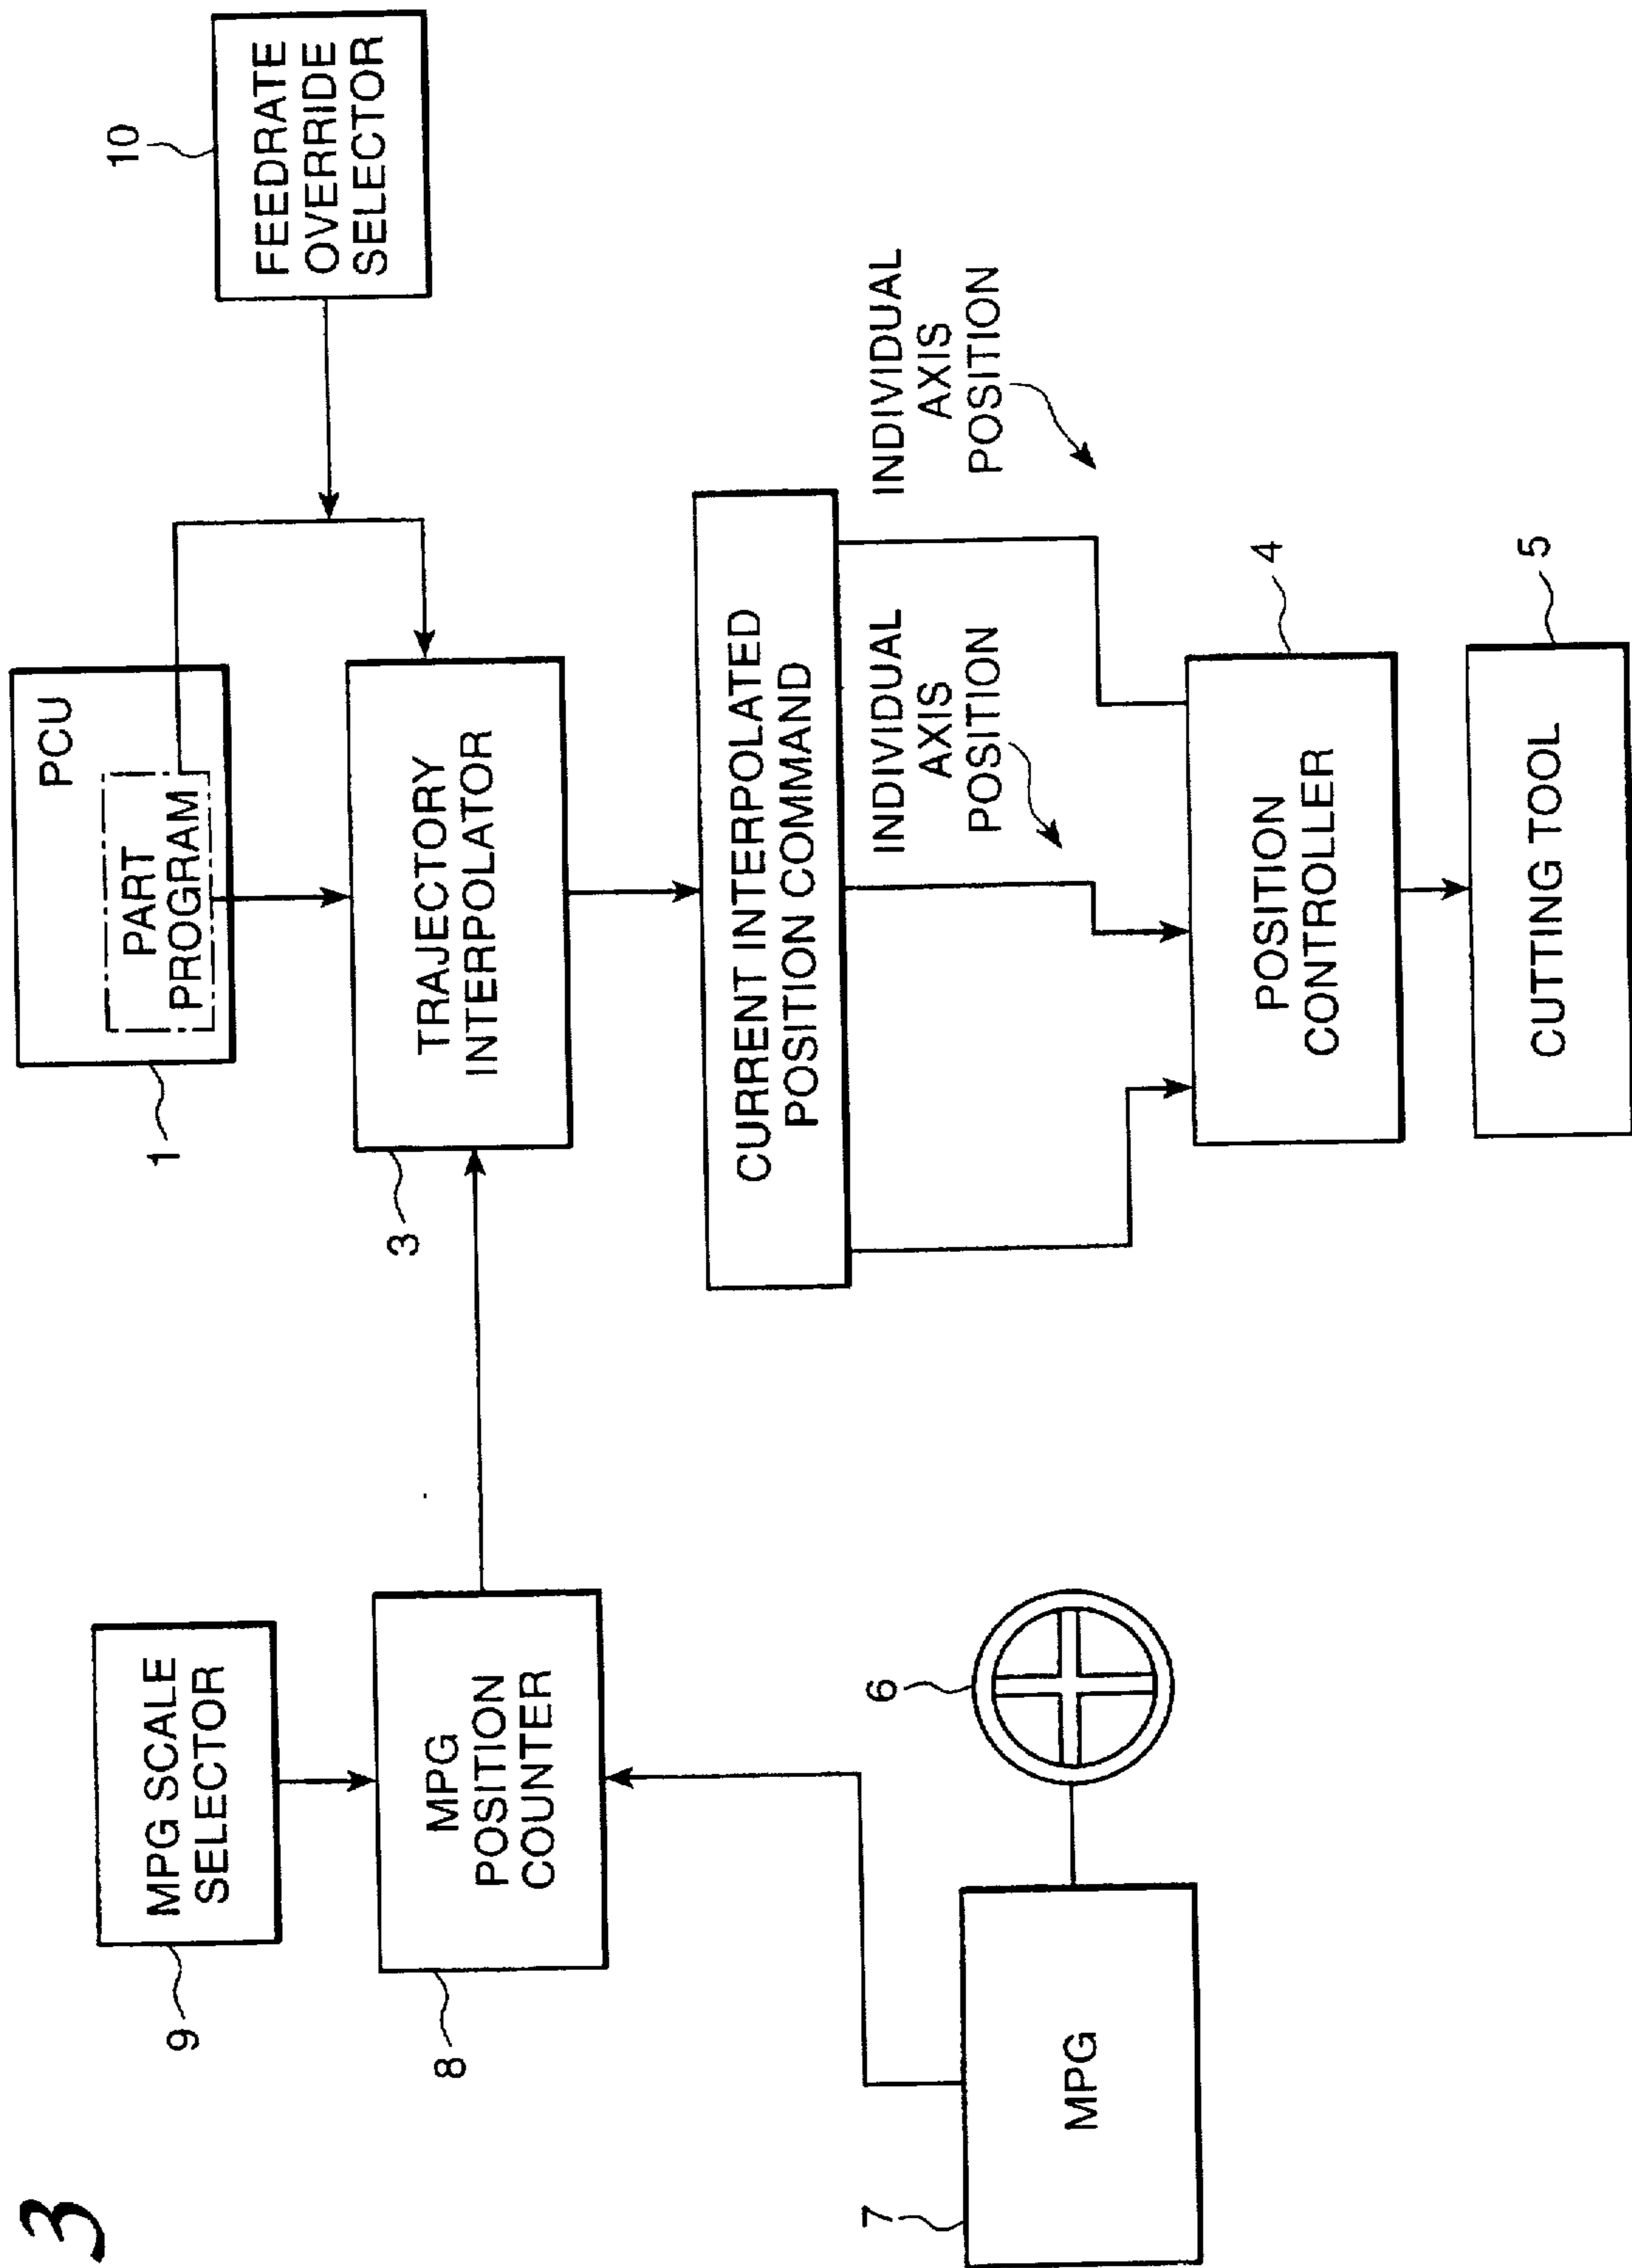 3
9
MPG SCALE
SELECTOR
8
MPG
POSITION
COUNTER
7
MPG
6
1
PCU
PART
PROGRAM
3
TRAJECTORY
INTERPOLATOR
10
FEEDRATE
OVERRIDE
SELECTOR
CURRENT INTERPOLATED
POSITION COMMAND
INDIVIDUAL
AXIS
POSITION
INDIVIDUAL
AXIS
POSITION
4
POSITION
CONTROLLER
5
CUTTING TOOL